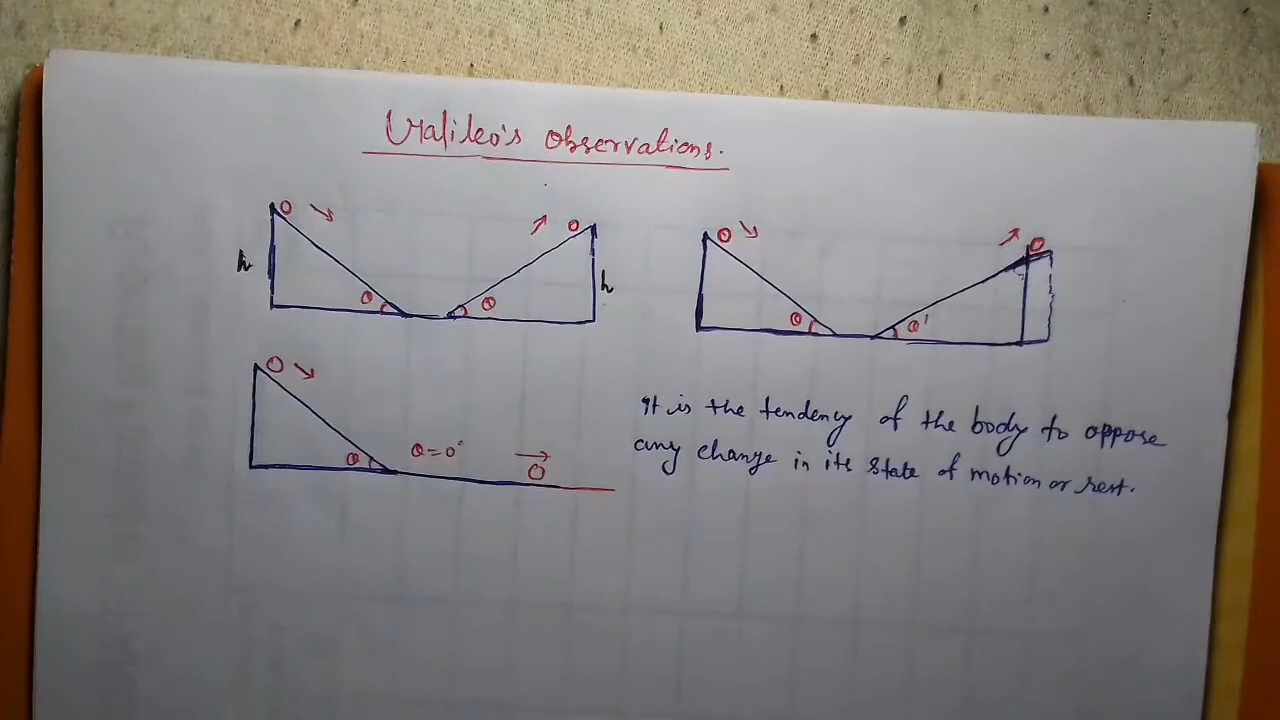 Galileo's Observations.
h
θ
θ
h
θ
θ'
θ
θ=0°
It is the tendency of the body to oppose
any change in its state of motion or rest.